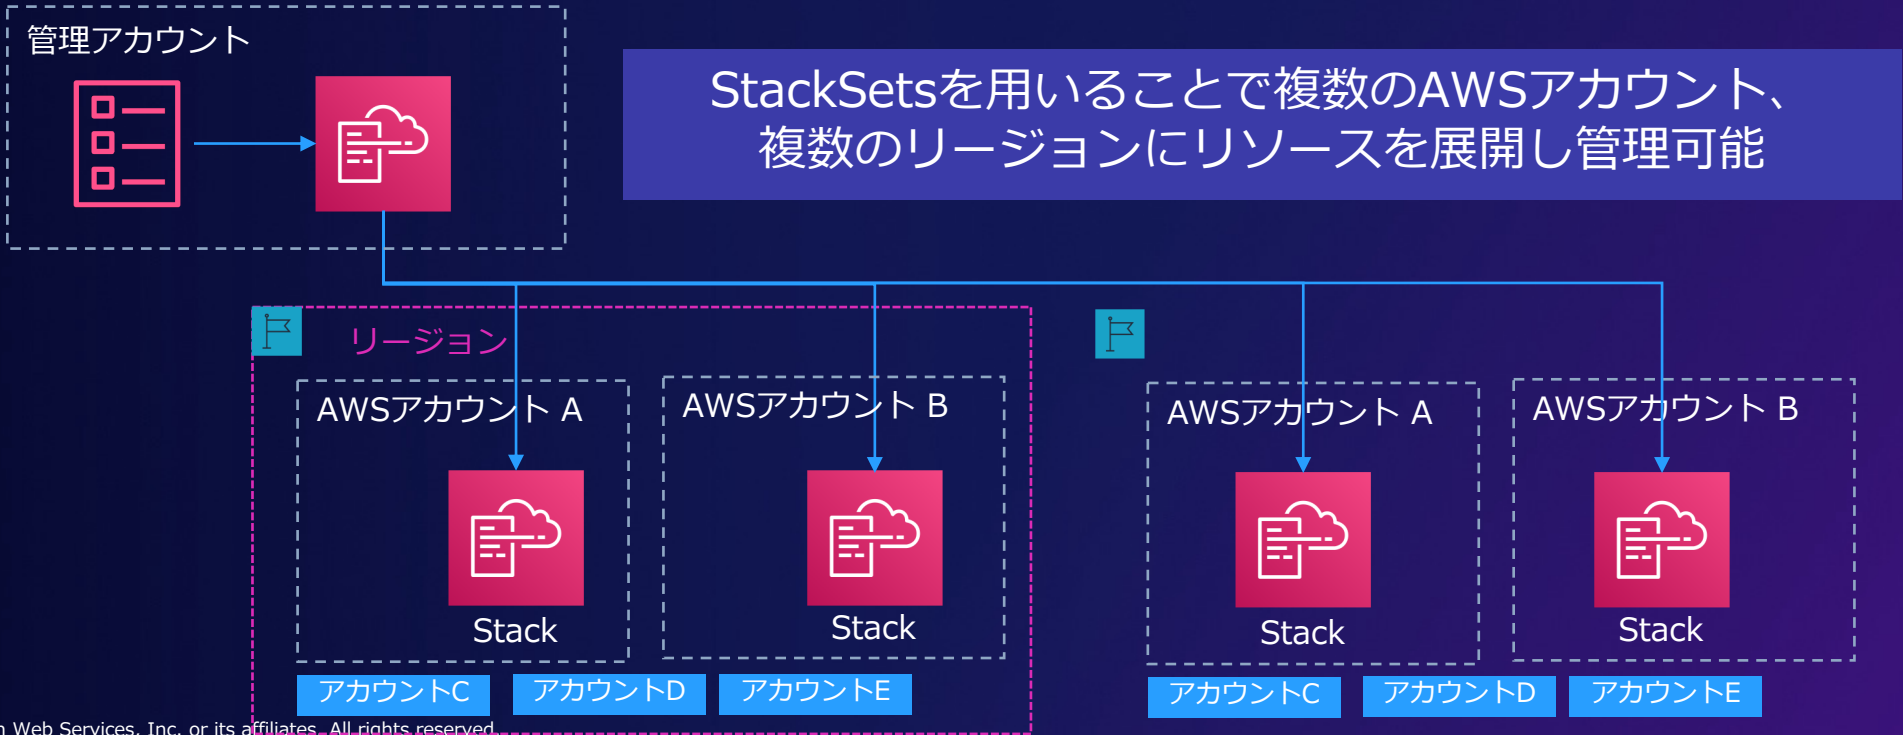 管理アカウント
StackSetsを用いることで複数のAWSアカウント、
複数のリージョンにリソースを展開し管理可能
リージョン
AWSアカウント A
AWSアカウント B
AWSアカウント A
AWSアカウント B
Stack
Stack
Stack
Stack
アカウントC
アカウントD
アカウントE
アカウントC
アカウントD
アカウントE
Web Services, Inc. or its affiliates. All rights reserved.